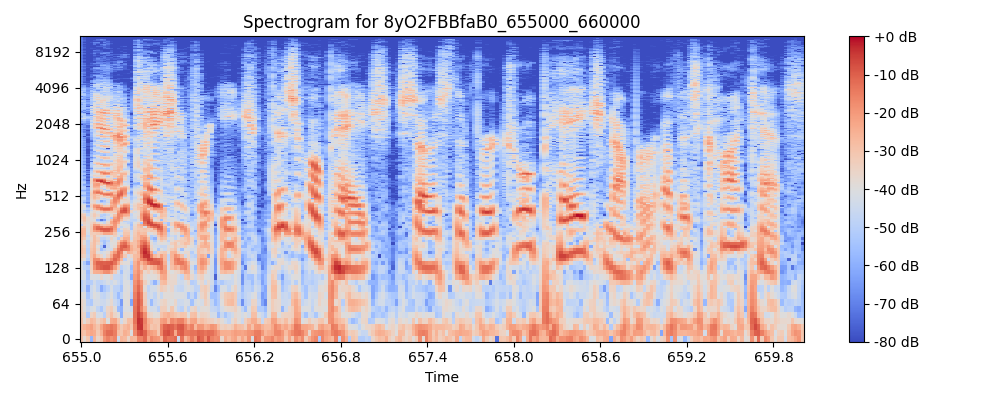 Spectrogram for 8yO2FBBfaB0_655000_660000
+0 dB
8192
-10 dB
4096
-20 dB
2048
-30 dB
1024
-40 dB
Hz
512
-50 dB
256
-60 dB
128
64
-70 dB
0
-80 dB
655.0 655.6 656.2 656.8 657.4 658.0 658.6 659.2 659.8
Time